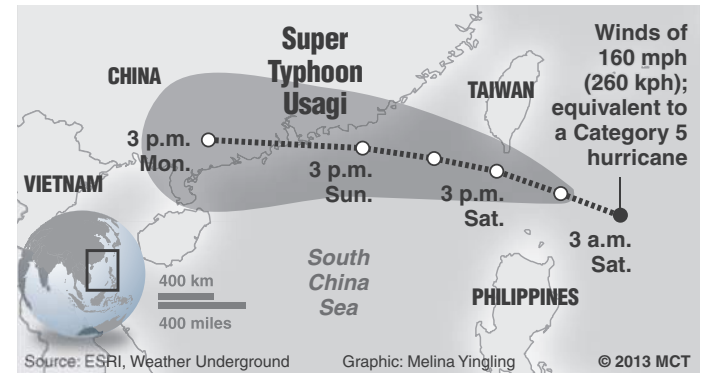 Super
Typhoon
Usagi
Winds of
160 mph
(260 kph);
equivalent to
a Category 5
hurricane
CHINA
TAIWAN
3 p.m.
Mon.
3 p.m.
Sun.
3 p.m.
Sat.
3 a.m.
Sat.
VIETNAM
South
China
Sea
PHILIPPINES
400 km
400 miles
Source: ESRI, Weather Underground
Graphic: Melina Yingling
© 2013 MCT